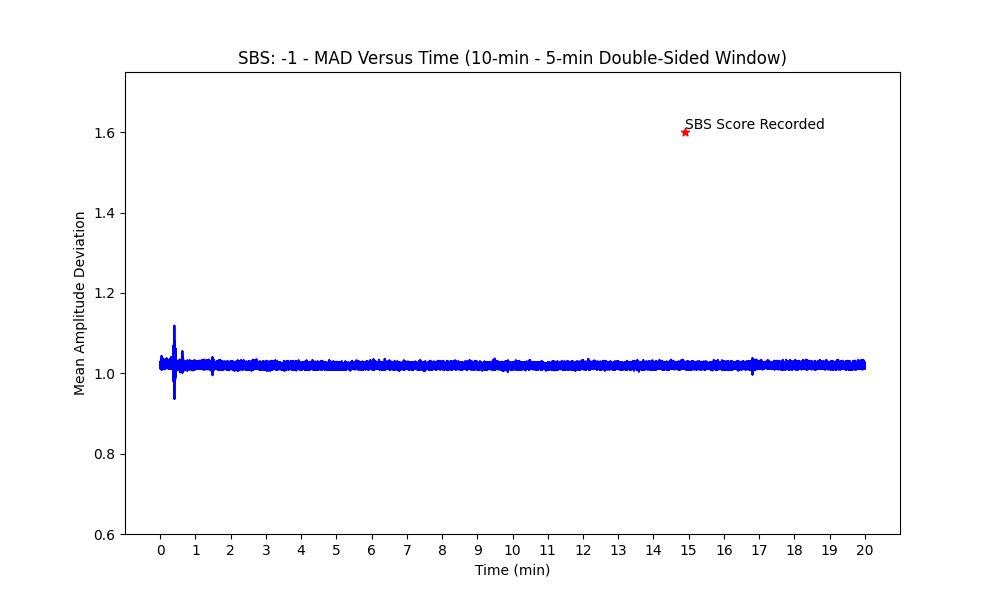 SBS: -1 - MAD Versus Time (10-min - 5-min Double-Sided Window)
SBS Score Recorded
1.6
1.4
1.2
1.0
0.8
0.6
Mean Amplitude Deviation
0 1 2 3 4 5 6 7 8 9 10 11 12 13 14 15 16 17 18 19 20
Time (min)